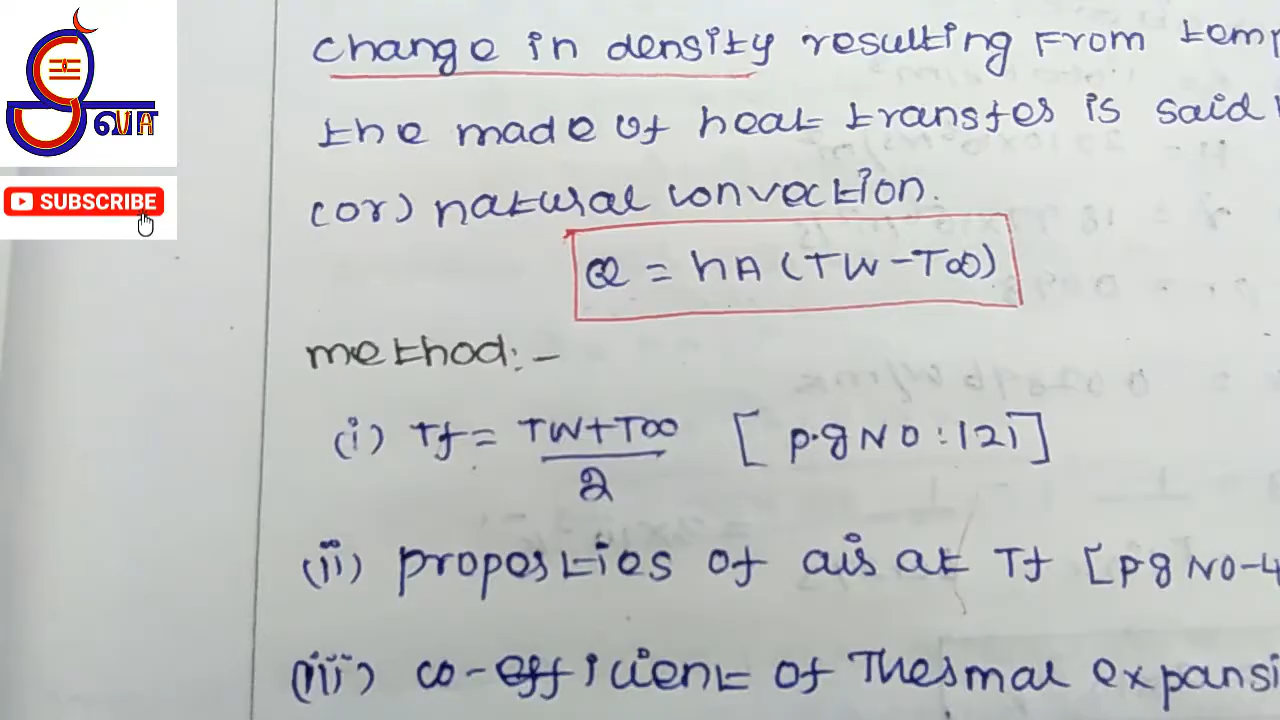 சிவா
SUBSCRIBE
change in density resulting From temp
the made of heat transfer is said
(or) natural convection.
Q = hA (TW - T∞)
method:-
(i) Tf = TW+T∞ / 2 [P.g NO : 121]
(ii) properties of air at Tf [P.g NO-4
(iii) co-efficient of Thermal expansi